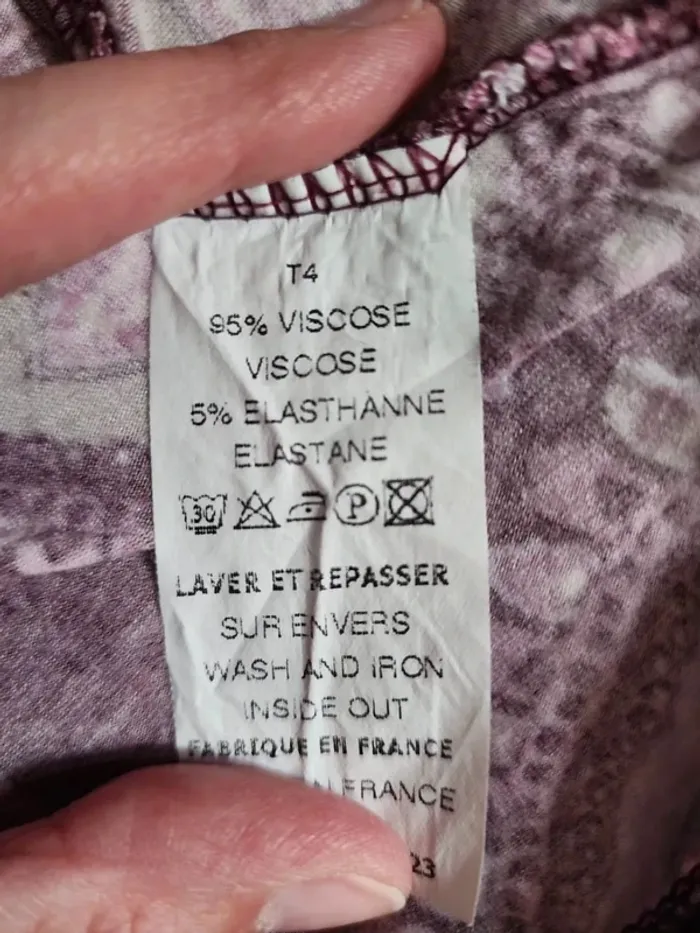 T4
95% VISCOSE
VISCOSE
5% ELASTHANNE
ELASTANE
30 P
LAVER ET REPASSER
SUR ENVERS
WASH AND IRON
INSIDE OUT
FABRIQUE EN FRANCE
FRANCE
23